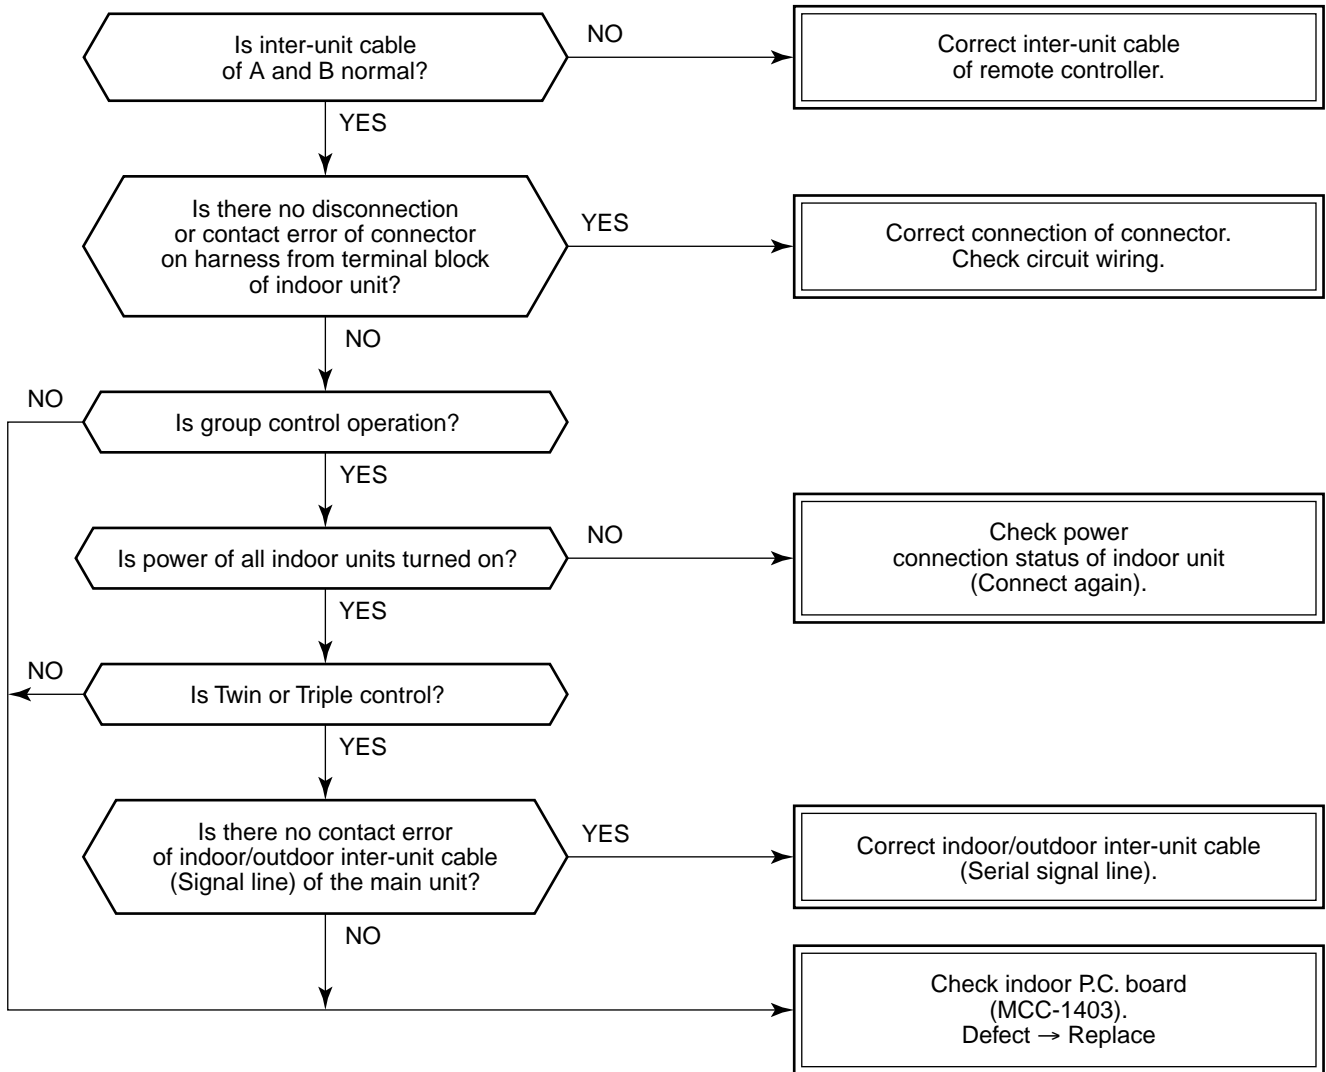 Is inter-unit cable
of A and B normal?
NO
Correct inter-unit cable
of remote controller.
YES
Is there no disconnection
or contact error of connector
on harness from terminal block
of indoor unit?
YES
Correct connection of connector.
Check circuit wiring.
NO
NO
Is group control operation?
YES
Is power of all indoor units turned on?
NO
Check power
connection status of indoor unit
(Connect again).
YES
NO
Is Twin or Triple control?
YES
Is there no contact error
of indoor/outdoor inter-unit cable
(Signal line) of the main unit?
YES
Correct indoor/outdoor inter-unit cable
(Serial signal line).
NO
Check indoor P.C. board
(MCC-1403).
Defect → Replace